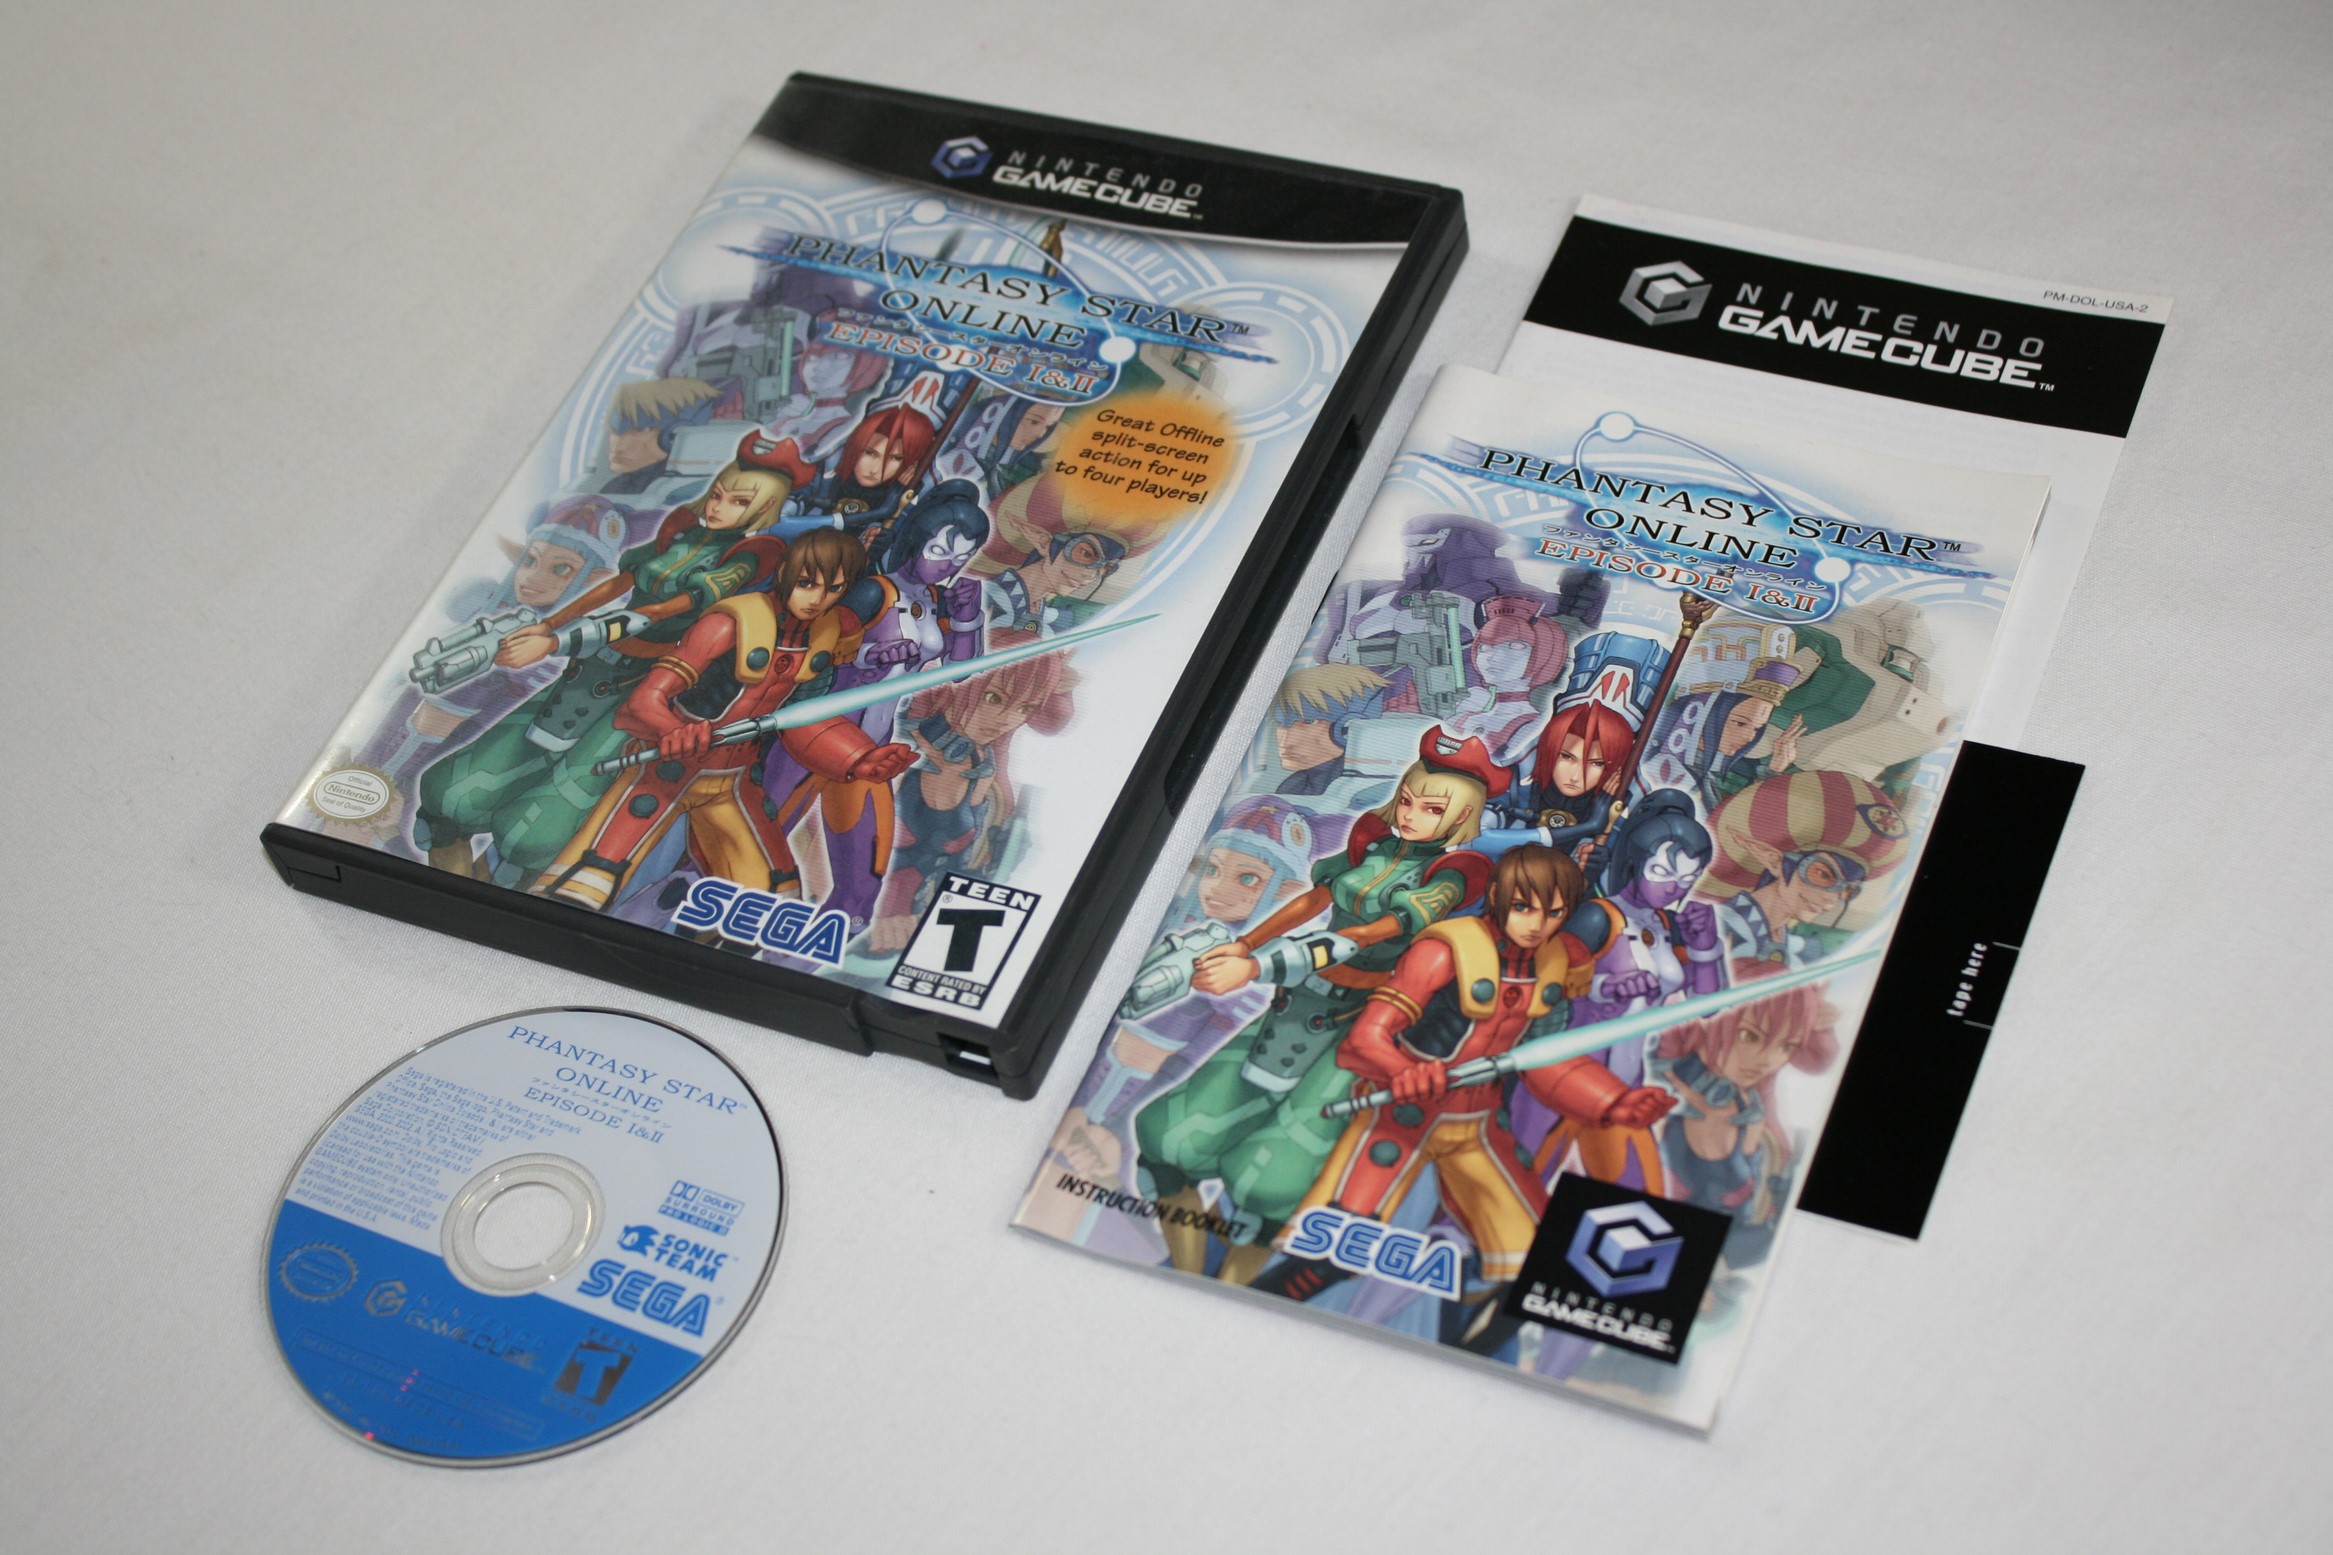 NINTENDO
GAMECUBE™
PHANTASY STAR™
ONLINE
ファンタシースターオンライン
EPISODE I&II
Great Offline
split-screen
action for up
to four players!
Official
Nintendo
Seal of Quality
SEGA®
TEEN
T
®
CONTENT RATED BY
ESRB
PM-DOL-USA-2
NINTENDO
GAMECUBE™
PHANTASY STAR™
ONLINE
ファンタシースターオンライン
EPISODE I&II
INSTRUCTION BOOKLET
SEGA
NINTENDO
GAMECUBE™
tape here
PHANTASY STAR™
ONLINE
ファンタシースターオンライン
EPISODE I&II
DOLBY
SURROUND
PRO LOGIC II
SONIC
TEAM™
SEGA®
NINTENDO
GAMECUBE
TEEN
T